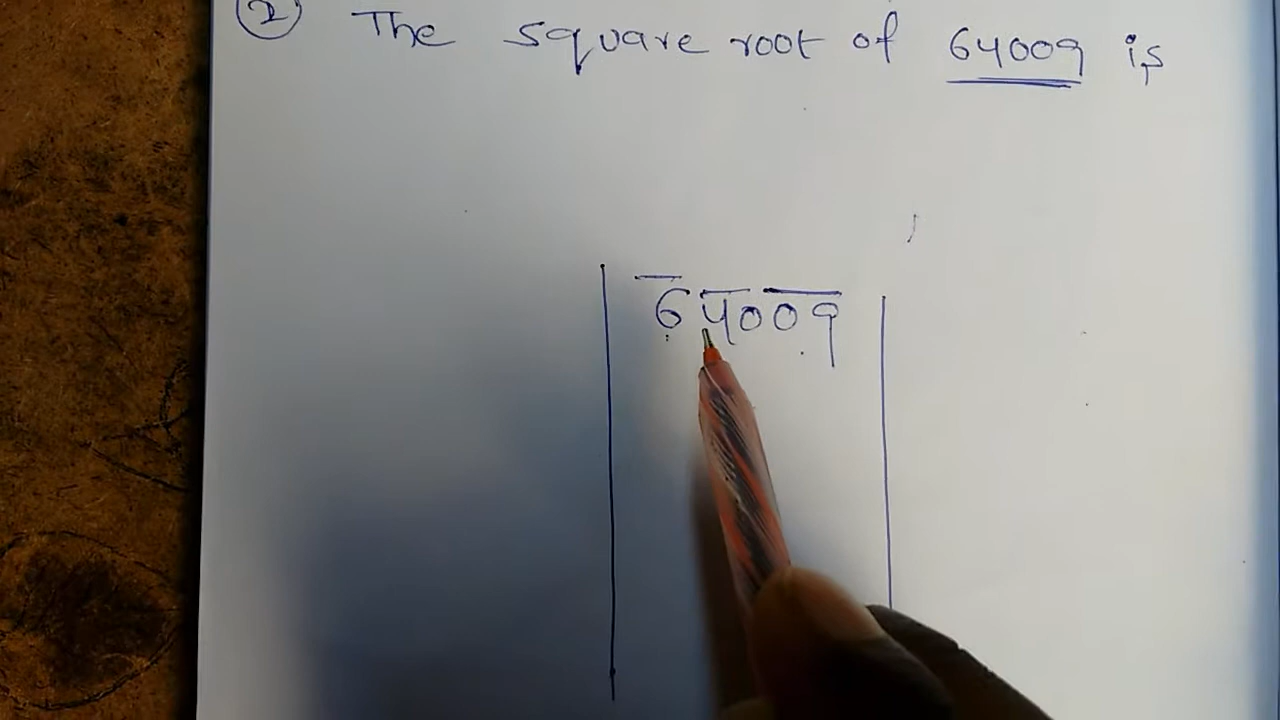 ② The square root of 64009 is
64009